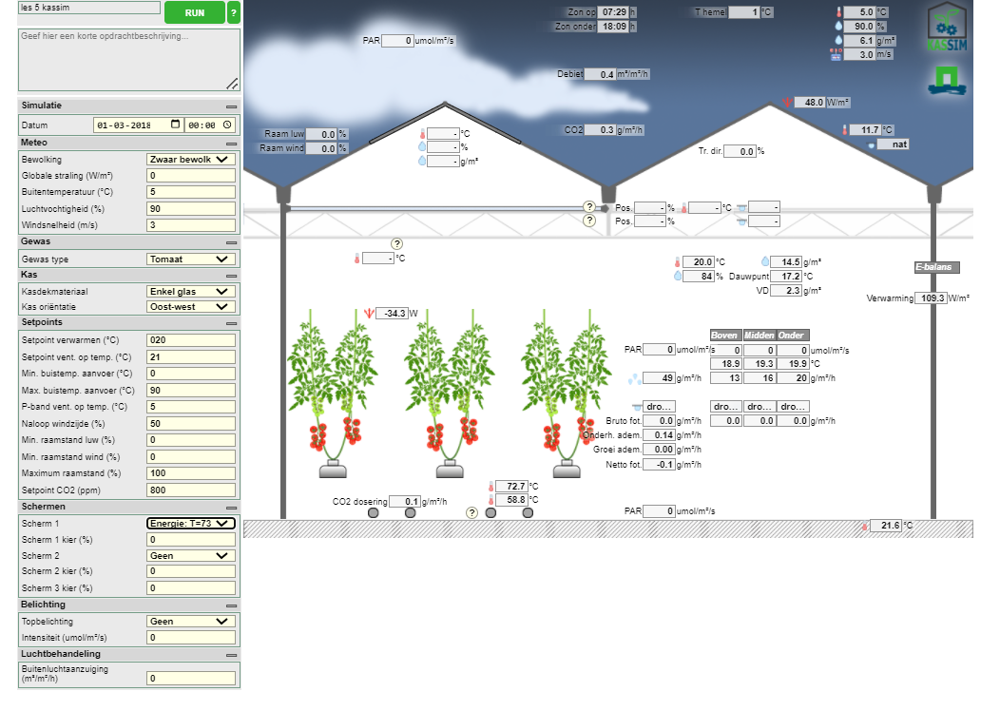 les 5 kassim
RUN
?
Geef hier een korte opdrachtbeschrijving...
Simulatie
Datum 01-03-2018 00:00
Meteo
Bewolking Zwaar bewolk
Globale straling (W/m²) 0
Buitentemperatuur (°C) 5
Luchtvochtigheid (%) 90
Windsnelheid (m/s) 3
Gewas
Gewas type Tomaat
Kas
Kasdekmateriaal Enkel glas
Kas oriëntatie Oost-west
Setpoints
Setpoint verwarmen (°C) 020
Setpoint vent. op temp. (°C) 21
Min. buistemp. aanvoer (°C) 0
Max. buistemp. aanvoer (°C) 90
P-band vent. op temp. (°C) 5
Naloop windzijde (%) 50
Min. raamstand luw (%) 0
Min. raamstand wind (%) 0
Maximum raamstand (%) 100
Setpoint CO2 (ppm) 800
Schermen
Scherm 1 Energie: T=73
Scherm 1 kier (%) 0
Scherm 2 Geen
Scherm 2 kier (%) 0
Scherm 3 kier (%) 0
Belichting
Topbelichting Geen
Intensiteit (umol/m²/s) 0
Luchtbehandeling
Buitenluchtaanzuiging
(m³/m²/h) 0
Zon op 07:29 h
Zon onder 18:09 h
T hemel 1 °C
5.0 °C
90.0 %
6.1 g/m³
3.0 m/s
KASSIM
PAR 0 umol/m²/s
Debiet 0.4 m³/m²/h
48.0 W/m²
Raam luw 0.0 %
Raam wind 0.0 %
- °C
- %
- g/m³
CO2 0.3 g/m²/h
11.7 °C
nat
Tr. dir. 0.0 %
? Pos. - % - °C -
? Pos. - % -
?
- °C
20.0 °C 14.5 g/m³
84 % Dauwpunt 17.2 °C
VD 2.3 g/m³
E-balans
Verwarming 109.3 W/m²
-34.3 W
Boven Midden Onder
PAR 0 umol/m²/s 0 0 0 umol/m²/s
18.9 19.3 19.9 °C
49 g/m²/h 13 16 20 g/m²/h
dro... dro... dro... dro...
Bruto fot. 0.0 g/m²/h 0.0 0.0 0.0 g/m²/h
Onderh. adem. 0.14 g/m²/h
Groei adem. 0.00 g/m²/h
Netto fot. -0.1 g/m²/h
72.7 °C
CO2 dosering 0.1 g/m²/h 58.8 °C
?
PAR 0 umol/m²/s
21.6 °C